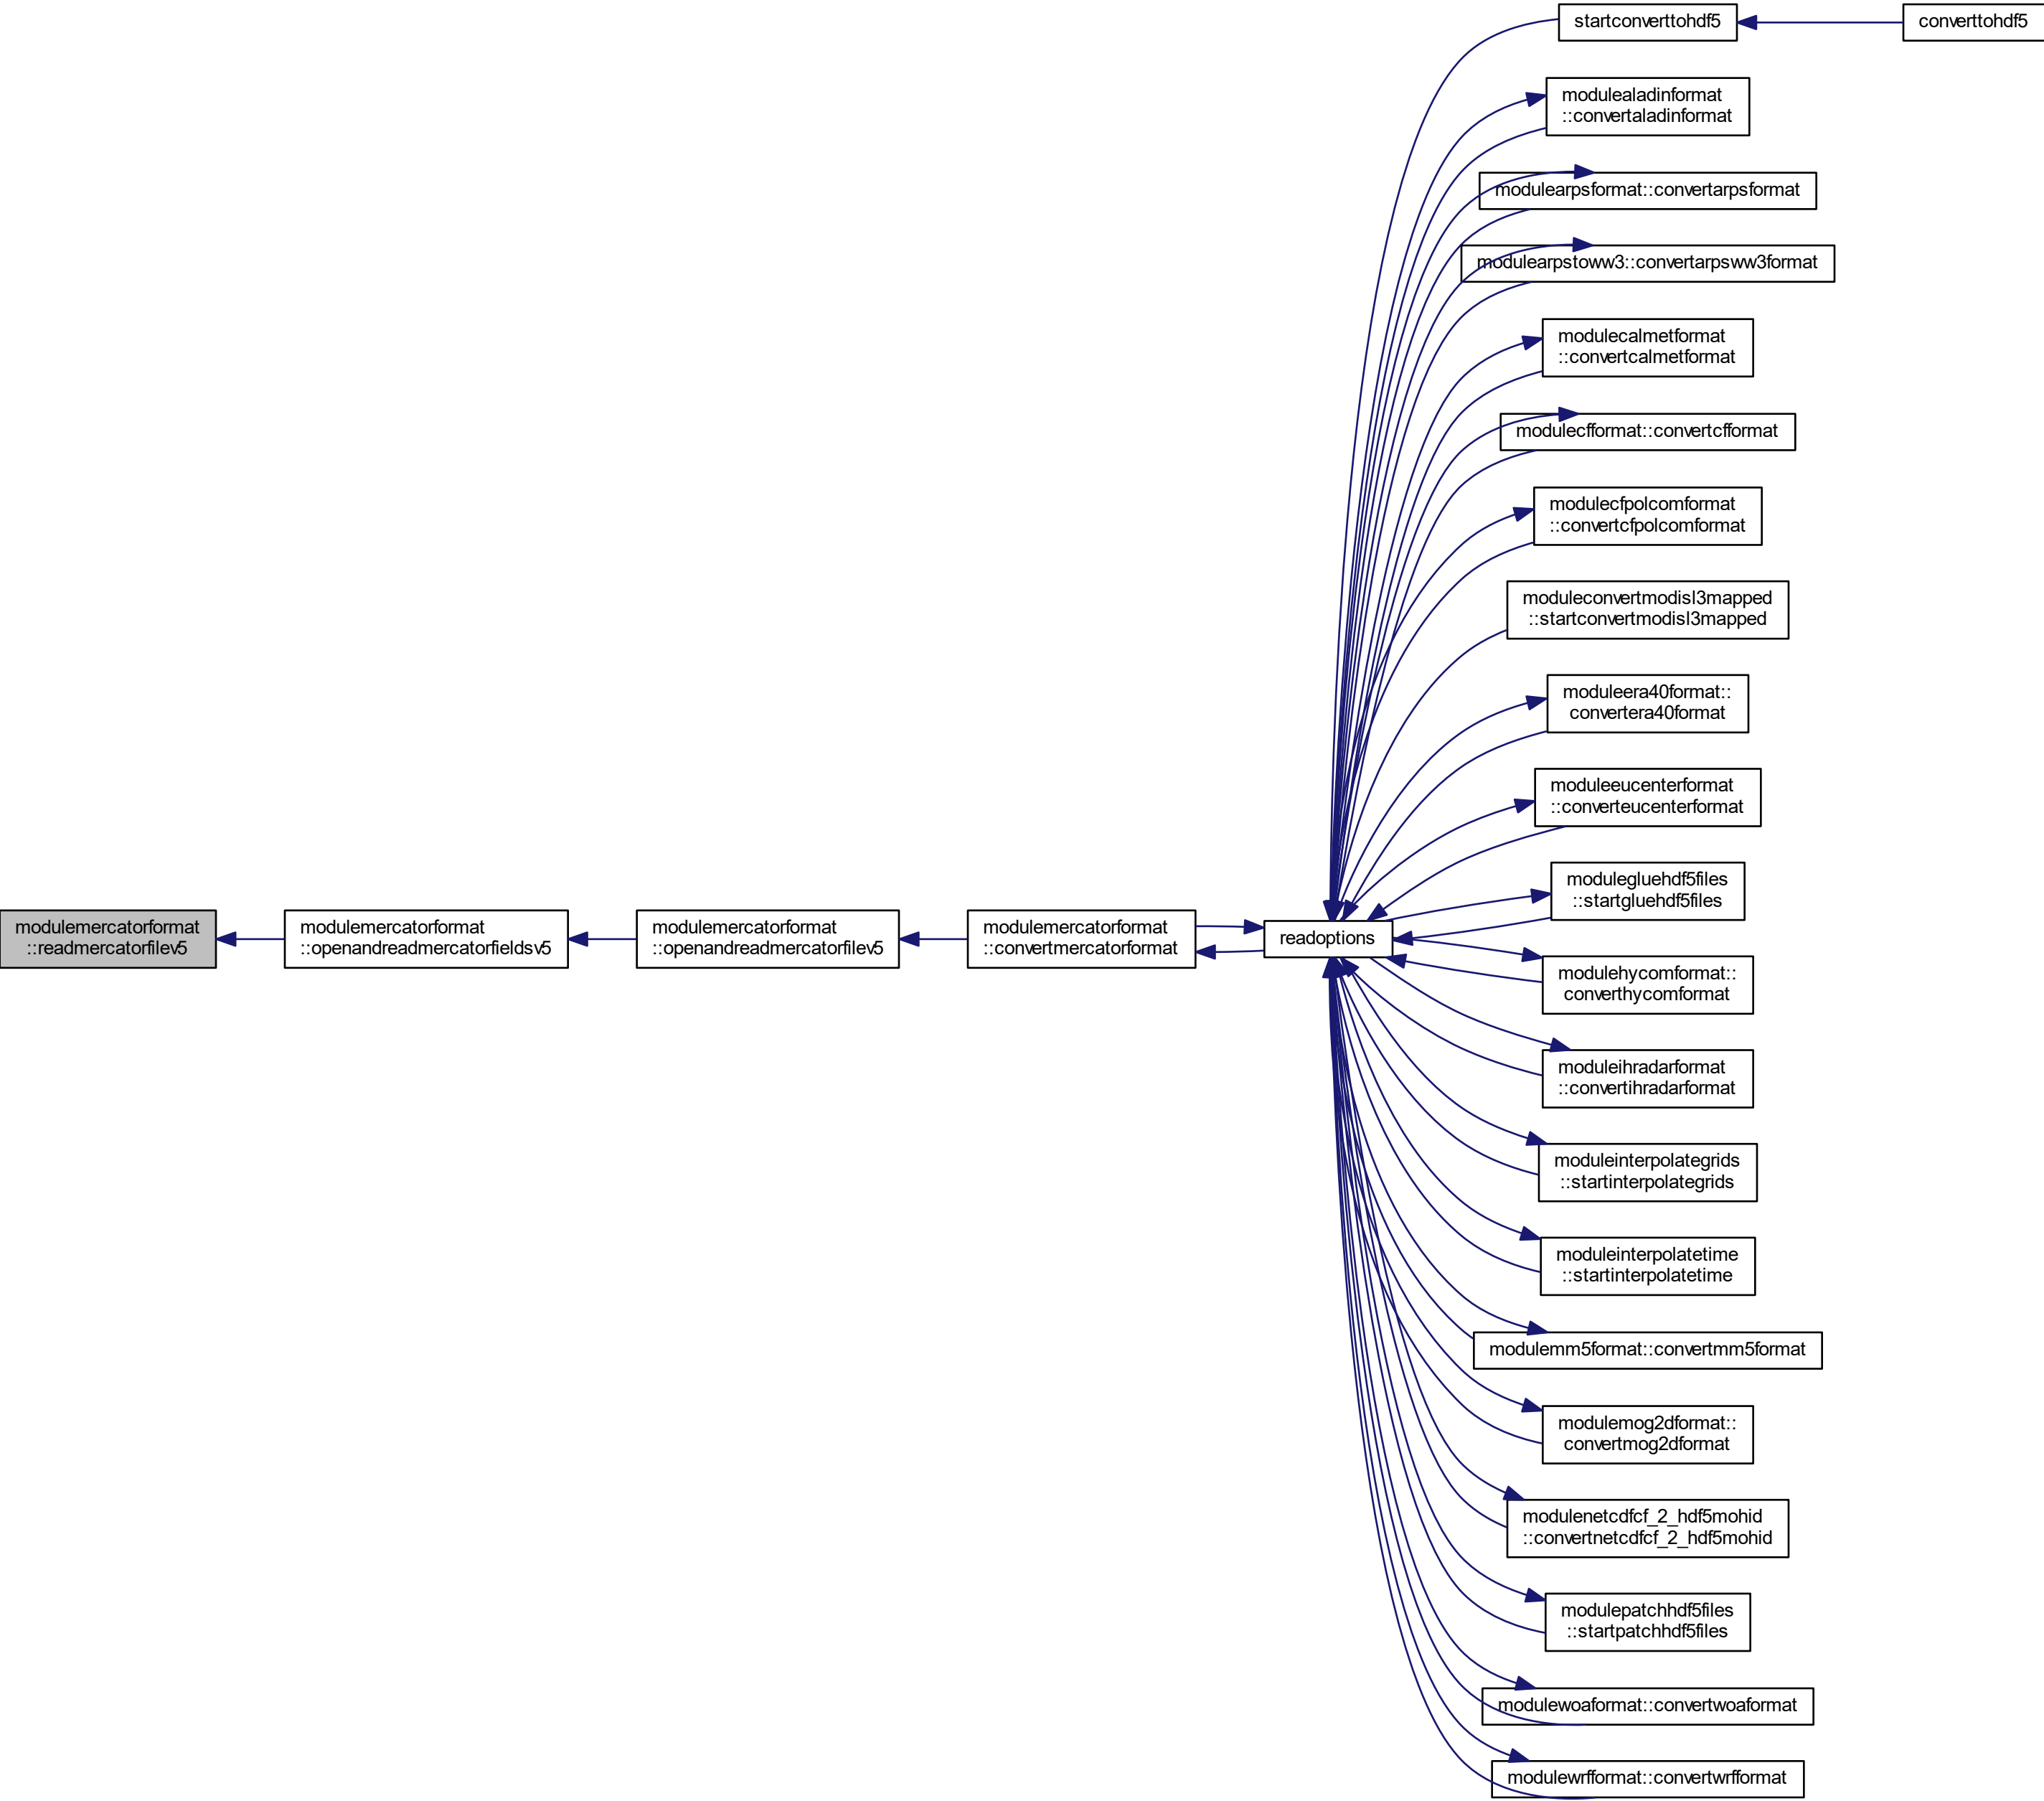 startconverttohdf5
converttohdf5
modulealadinformat
::convertaladinformat
modulearpsformat::convertarpsformat
modulearpstoww3::convertarpsww3format
modulecalmetformat
::convertcalmetformat
modulecfformat::convertcfformat
modulecfpolcomformat
::convertcfpolcomformat
moduleconvertmodisl3mapped
::startconvertmodisl3mapped
moduleera40format::
convertera40format
moduleeucenterformat
::converteucenterformat
modulegluehdf5files
::startgluehdf5files
modulemercatorformat
::readmercatorfilev5
modulemercatorformat
::openandreadmercatorfieldsv5
modulemercatorformat
::openandreadmercatorfilev5
modulemercatorformat
::convertmercatorformat
readoptions
modulehycomformat::
converthycomformat
moduleihradarformat
::convertihradarformat
moduleinterpolategrids
::startinterpolategrids
moduleinterpolatetime
::startinterpolatetime
modulemm5format::convertmm5format
modulemog2dformat::
convertmog2dformat
modulenetcdfcf_2_hdf5mohid
::convertnetcdfcf_2_hdf5mohid
modulepatchhdf5files
::startpatchhdf5files
modulewoaformat::convertwoaformat
modulewrfformat::convertwrfformat